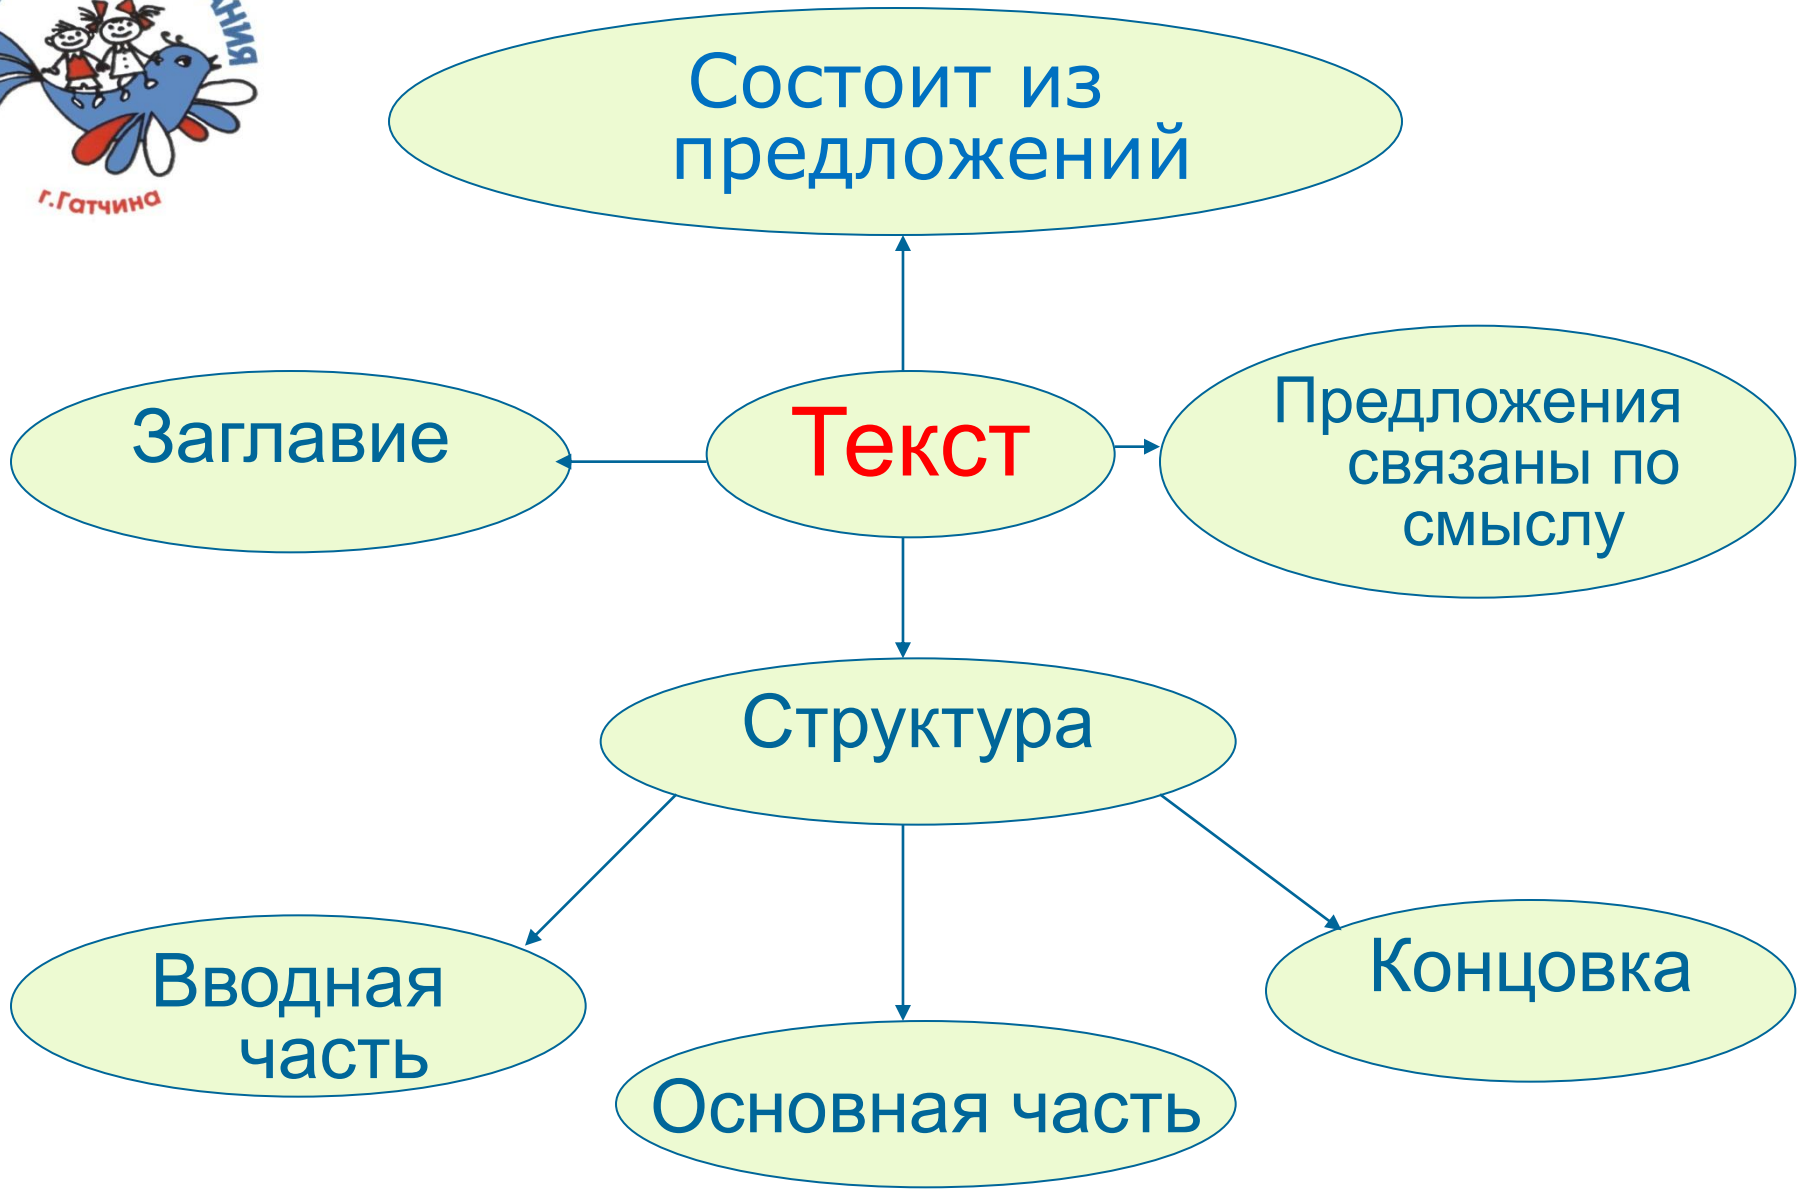 г.Гатчина
Состоит из
предложений
Заглавие
Текст
Предложения
связаны по
смыслу
Структура
Вводная
часть
Основная часть
Концовка